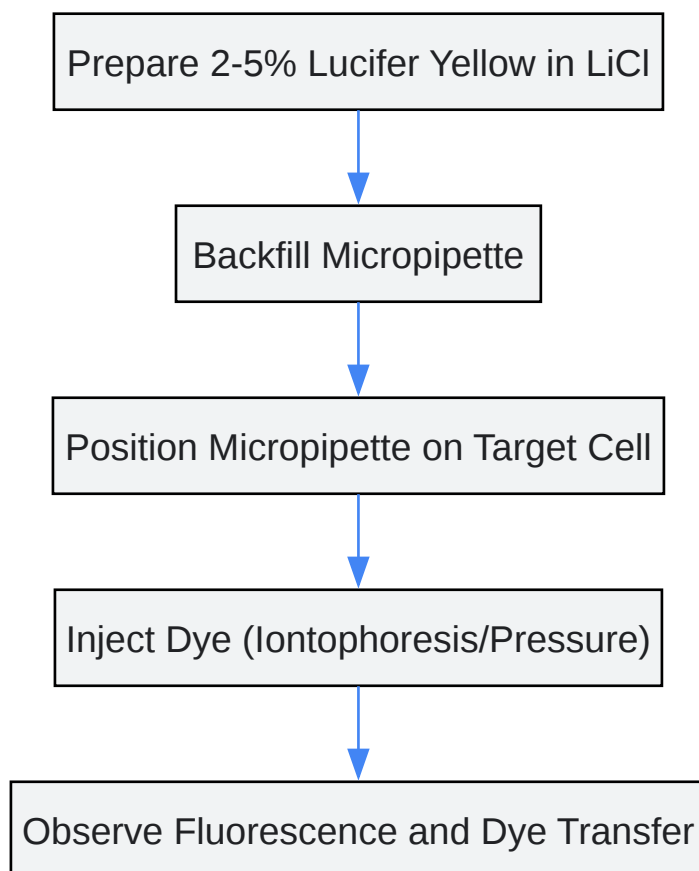 Prepare 2-5% Lucifer Yellow in LiCl
Backfill Micropipette
Position Micropipette on Target Cell
Inject Dye (Iontophoresis/Pressure)
Observe Fluorescence and Dye Transfer